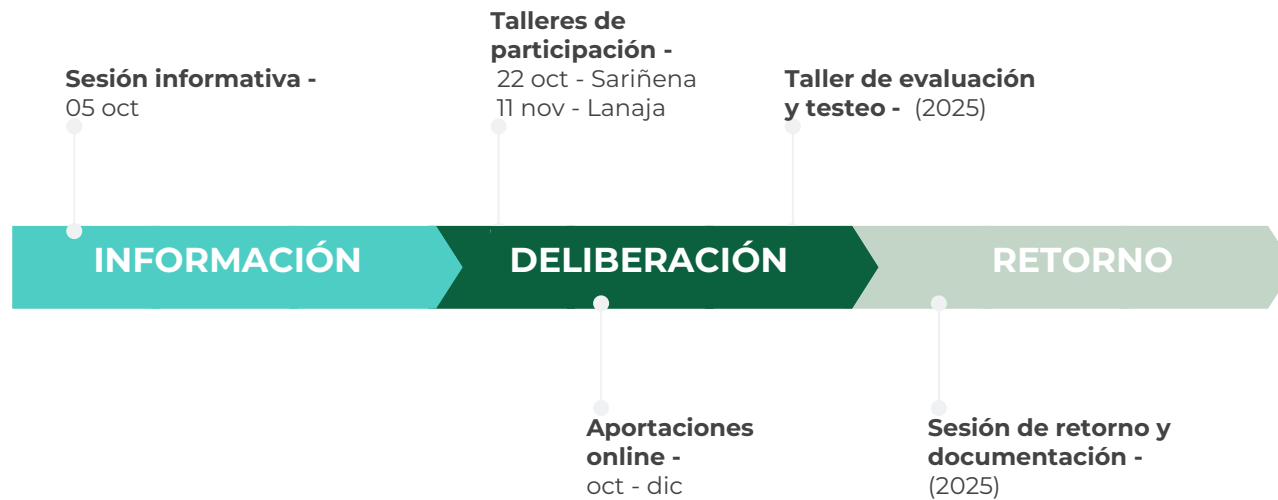 Sesión informativa -
05 oct
Talleres de
participación -
22 oct - Sariñena
11 nov - Lanaja
Taller de evaluación
y testeo - (2025)
INFORMACIÓN
DELIBERACIÓN
RETORNO
Aportaciones
online -
oct - dic
Sesión de retorno y
documentación -
(2025)